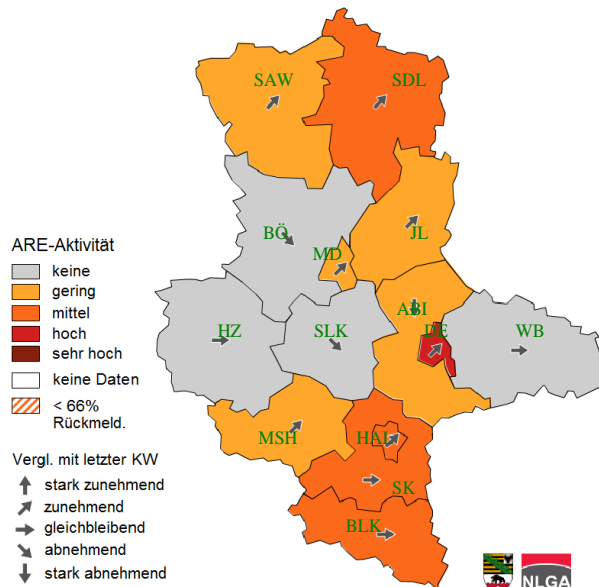 SAW
SDL
BÖ
JL
MD
ARE-Aktivität
keine
gering
mittel
hoch
sehr hoch
keine Daten
< 66%
Rückmeld.
ABI
HZ
SLK
DE
WB
MSH
HAL
SK
BLK
Vergl. mit letzter KW
stark zunehmend
zunehmend
gleichbleibend
abnehmend
stark abnehmend
NLGA